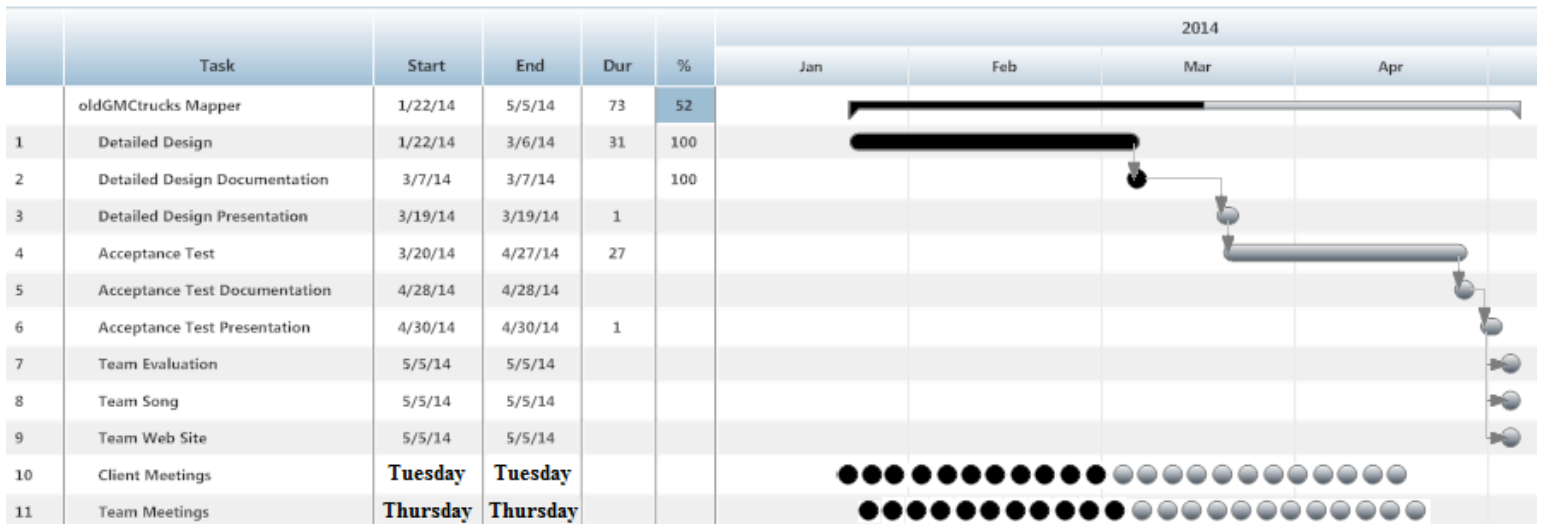 2014
Task Start End Dur % Jan Feb Mar Apr
oldGMCtrucks Mapper 1/22/14 5/5/14 73 52
1 Detailed Design 1/22/14 3/6/14 31 100
2 Detailed Design Documentation 3/7/14 3/7/14 100
3 Detailed Design Presentation 3/19/14 3/19/14 1
4 Acceptance Test 3/20/14 4/27/14 27
5 Acceptance Test Documentation 4/28/14 4/28/14
6 Acceptance Test Presentation 4/30/14 4/30/14 1
7 Team Evaluation 5/5/14 5/5/14
8 Team Song 5/5/14 5/5/14
9 Team Web Site 5/5/14 5/5/14
10 Client Meetings Tuesday Tuesday
11 Team Meetings Thursday Thursday